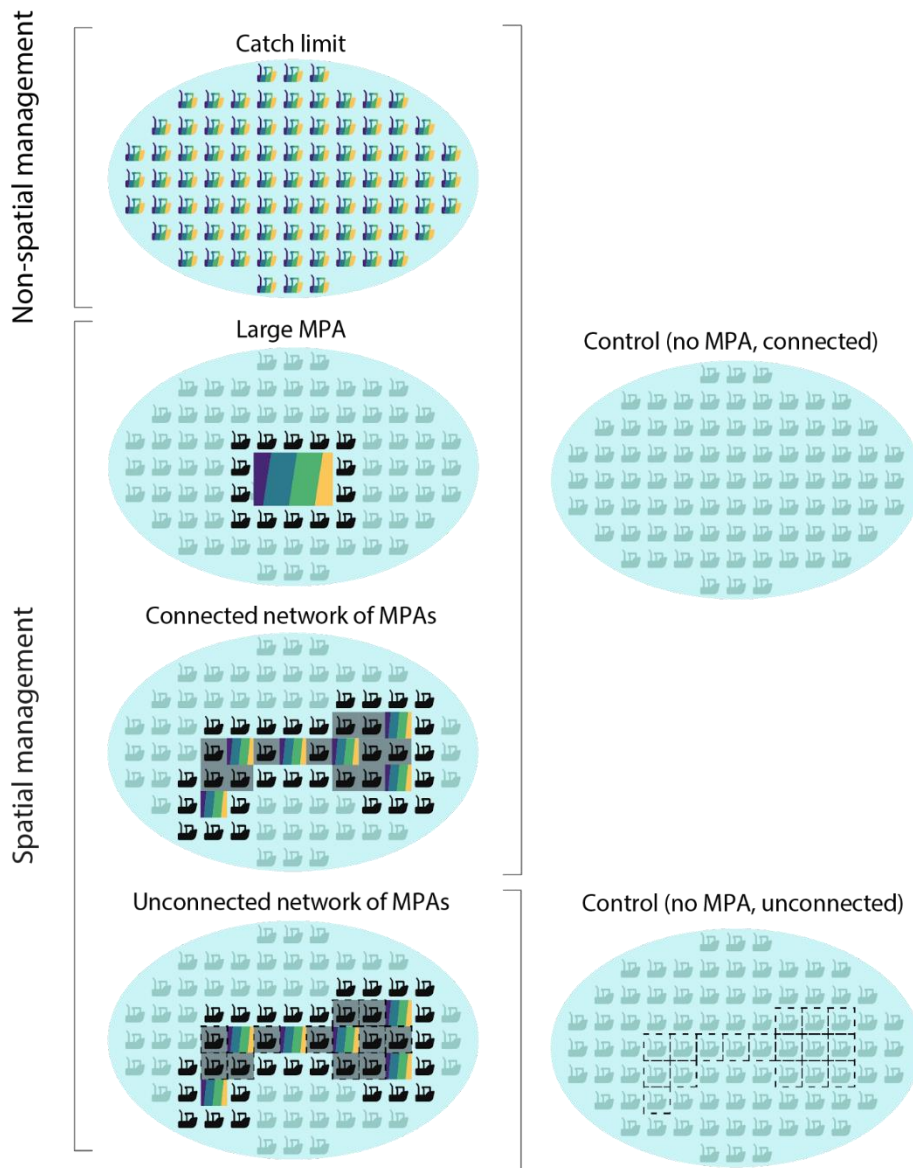 Non-spatial management
Catch limit
Spatial management
Large MPA
Control (no MPA, connected)
Connected network of MPAs
Unconnected network of MPAs
Control (no MPA, unconnected)